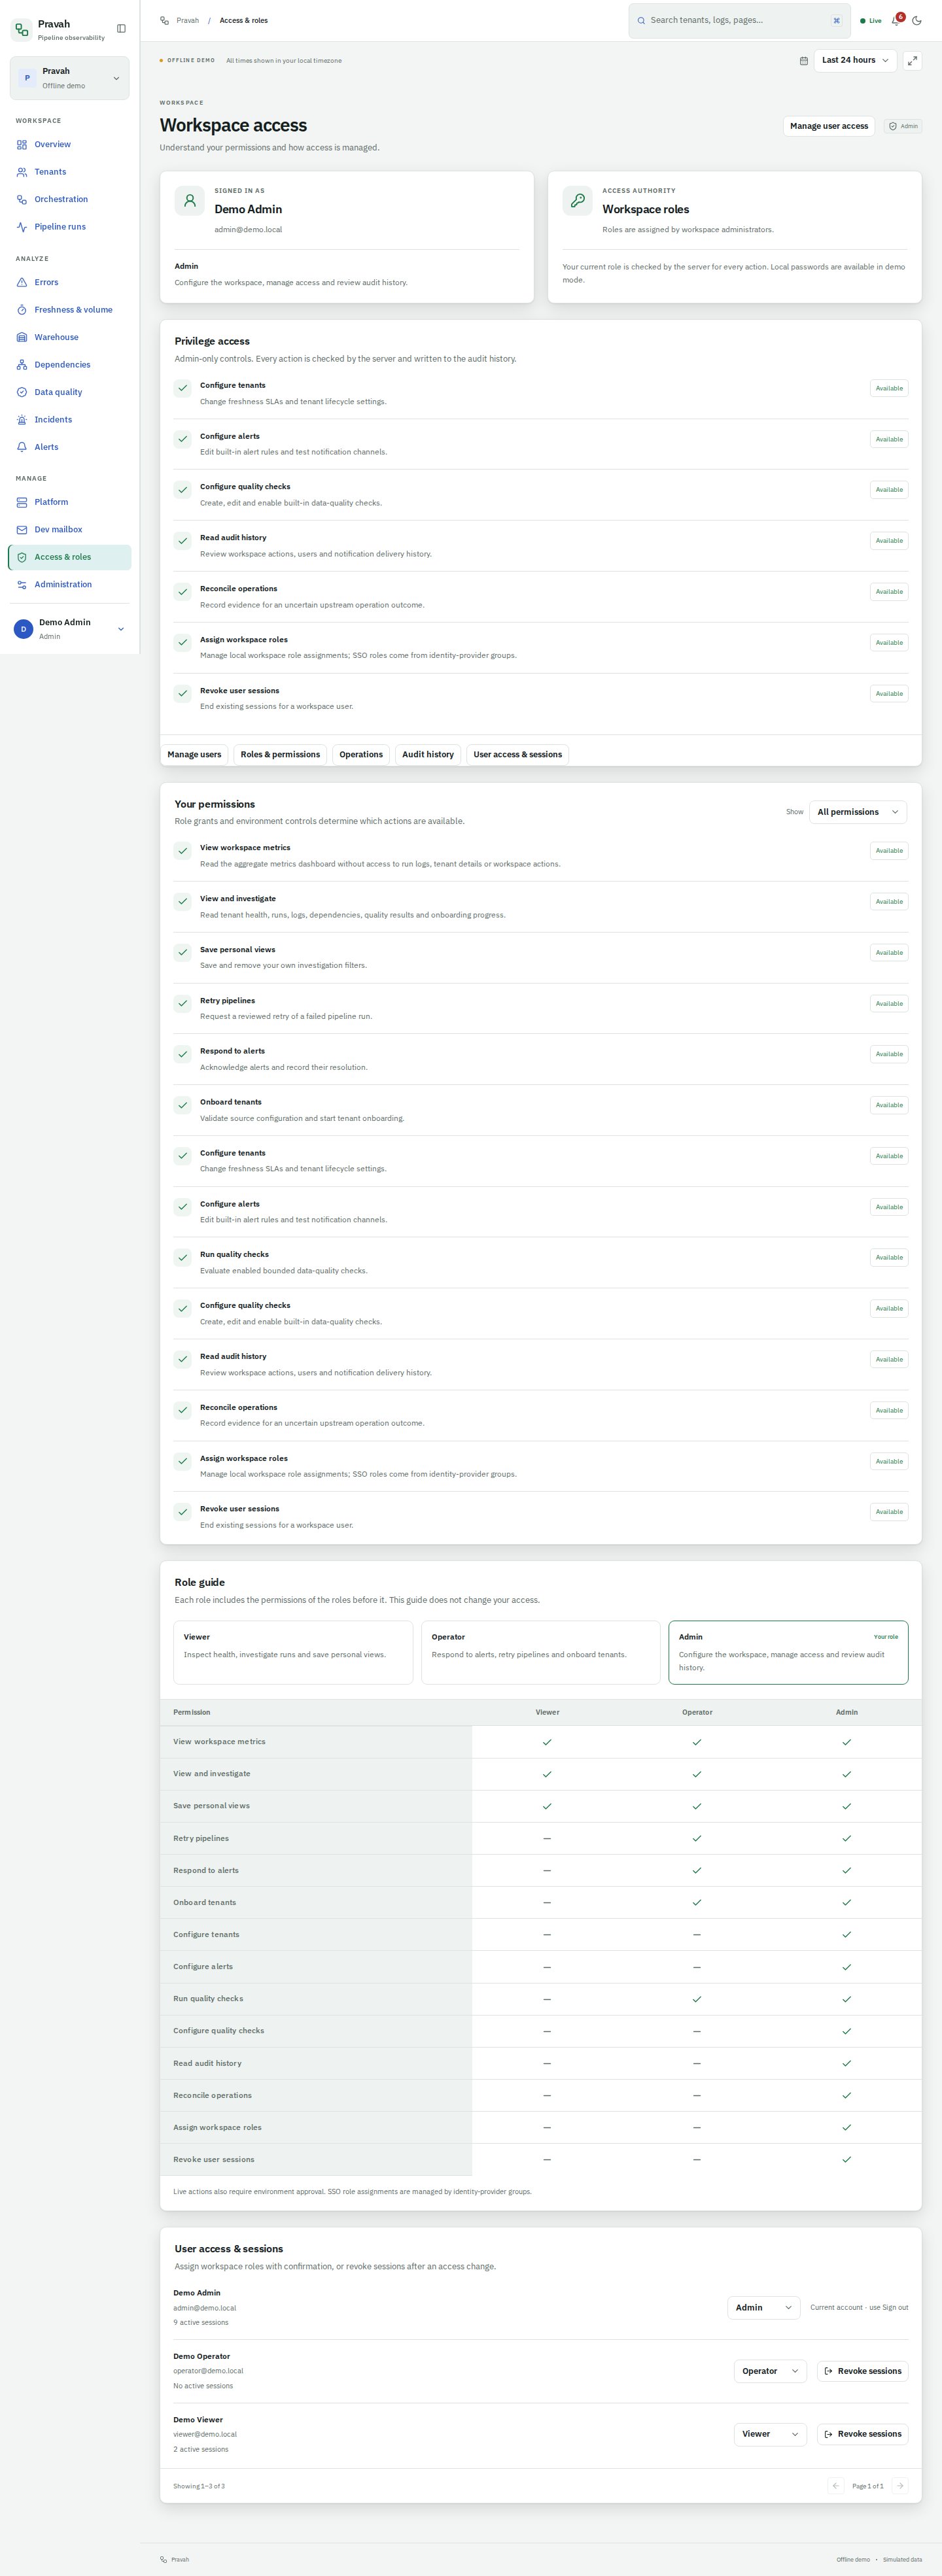 Pravah
Pipeline observability
P
Pravah
Offline demo
WORKSPACE
Overview
Tenants
Orchestration
Pipeline runs
ANALYZE
Errors
Freshness & volume
Warehouse
Dependencies
Data quality
Incidents
Alerts
MANAGE
Platform
Dev mailbox
Access & roles
Administration
D
Demo Admin
Admin
Pravah / Access & roles
Search tenants, logs, pages...
⌘
Live
6
OFFLINE DEMO All times shown in your local timezone
Last 24 hours
WORKSPACE
Workspace access
Understand your permissions and how access is managed.
Manage user access
Admin
SIGNED IN AS
Demo Admin
admin@demo.local
Admin
Configure the workspace, manage access and review audit history.
ACCESS AUTHORITY
Workspace roles
Roles are assigned by workspace administrators.
Your current role is checked by the server for every action. Local passwords are available in demo
mode.
Privilege access
Admin-only controls. Every action is checked by the server and written to the audit history.
Configure tenants
Change freshness SLAs and tenant lifecycle settings.
Available
Configure alerts
Edit built-in alert rules and test notification channels.
Available
Configure quality checks
Create, edit and enable built-in data-quality checks.
Available
Read audit history
Review workspace actions, users and notification delivery history.
Available
Reconcile operations
Record evidence for an uncertain upstream operation outcome.
Available
Assign workspace roles
Manage local workspace role assignments; SSO roles come from identity-provider groups.
Available
Revoke user sessions
End existing sessions for a workspace user.
Available
Manage users Roles & permissions Operations Audit history User access & sessions
Your permissions
Role grants and environment controls determine which actions are available.
Show All permissions
View workspace metrics
Read the aggregate metrics dashboard without access to run logs, tenant details or workspace actions.
Available
View and investigate
Read tenant health, runs, logs, dependencies, quality results and onboarding progress.
Available
Save personal views
Save and remove your own investigation filters.
Available
Retry pipelines
Request a reviewed retry of a failed pipeline run.
Available
Respond to alerts
Acknowledge alerts and record their resolution.
Available
Onboard tenants
Validate source configuration and start tenant onboarding.
Available
Configure tenants
Change freshness SLAs and tenant lifecycle settings.
Available
Configure alerts
Edit built-in alert rules and test notification channels.
Available
Run quality checks
Evaluate enabled bounded data-quality checks.
Available
Configure quality checks
Create, edit and enable built-in data-quality checks.
Available
Read audit history
Review workspace actions, users and notification delivery history.
Available
Reconcile operations
Record evidence for an uncertain upstream operation outcome.
Available
Assign workspace roles
Manage local workspace role assignments; SSO roles come from identity-provider groups.
Available
Revoke user sessions
End existing sessions for a workspace user.
Available
Role guide
Each role includes the permissions of the roles before it. This guide does not change your access.
Viewer
Inspect health, investigate runs and save personal views.
Operator
Respond to alerts, retry pipelines and onboard tenants.
Admin Your role
Configure the workspace, manage access and review audit
history.
Permission Viewer Operator Admin
View workspace metrics ✓ ✓ ✓
View and investigate ✓ ✓ ✓
Save personal views ✓ ✓ ✓
Retry pipelines — ✓ ✓
Respond to alerts — ✓ ✓
Onboard tenants — ✓ ✓
Configure tenants — — ✓
Configure alerts — — ✓
Run quality checks — ✓ ✓
Configure quality checks — — ✓
Read audit history — — ✓
Reconcile operations — — ✓
Assign workspace roles — — ✓
Revoke user sessions — — ✓
Live actions also require environment approval. SSO role assignments are managed by identity-provider groups.
User access & sessions
Assign workspace roles with confirmation, or revoke sessions after an access change.
Demo Admin
admin@demo.local
9 active sessions
Admin Current account · use Sign out
Demo Operator
operator@demo.local
No active sessions
Operator Revoke sessions
Demo Viewer
viewer@demo.local
2 active sessions
Viewer Revoke sessions
Showing 1–3 of 3
Page 1 of 1
Pravah
Offline demo • Simulated data